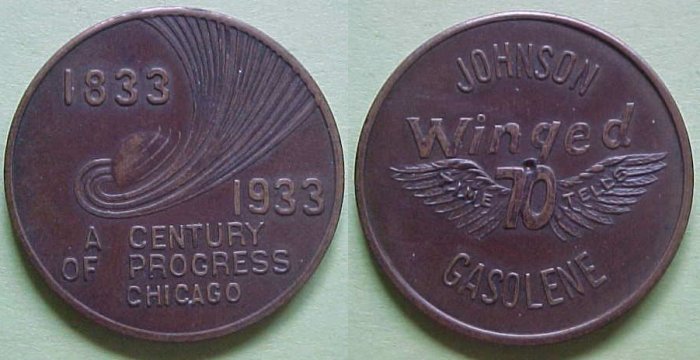 1833
1933
A CENTURY
OF PROGRESS
CHICAGO
JOHNSON
Winged
TIME 70 TELLS
GASOLENE